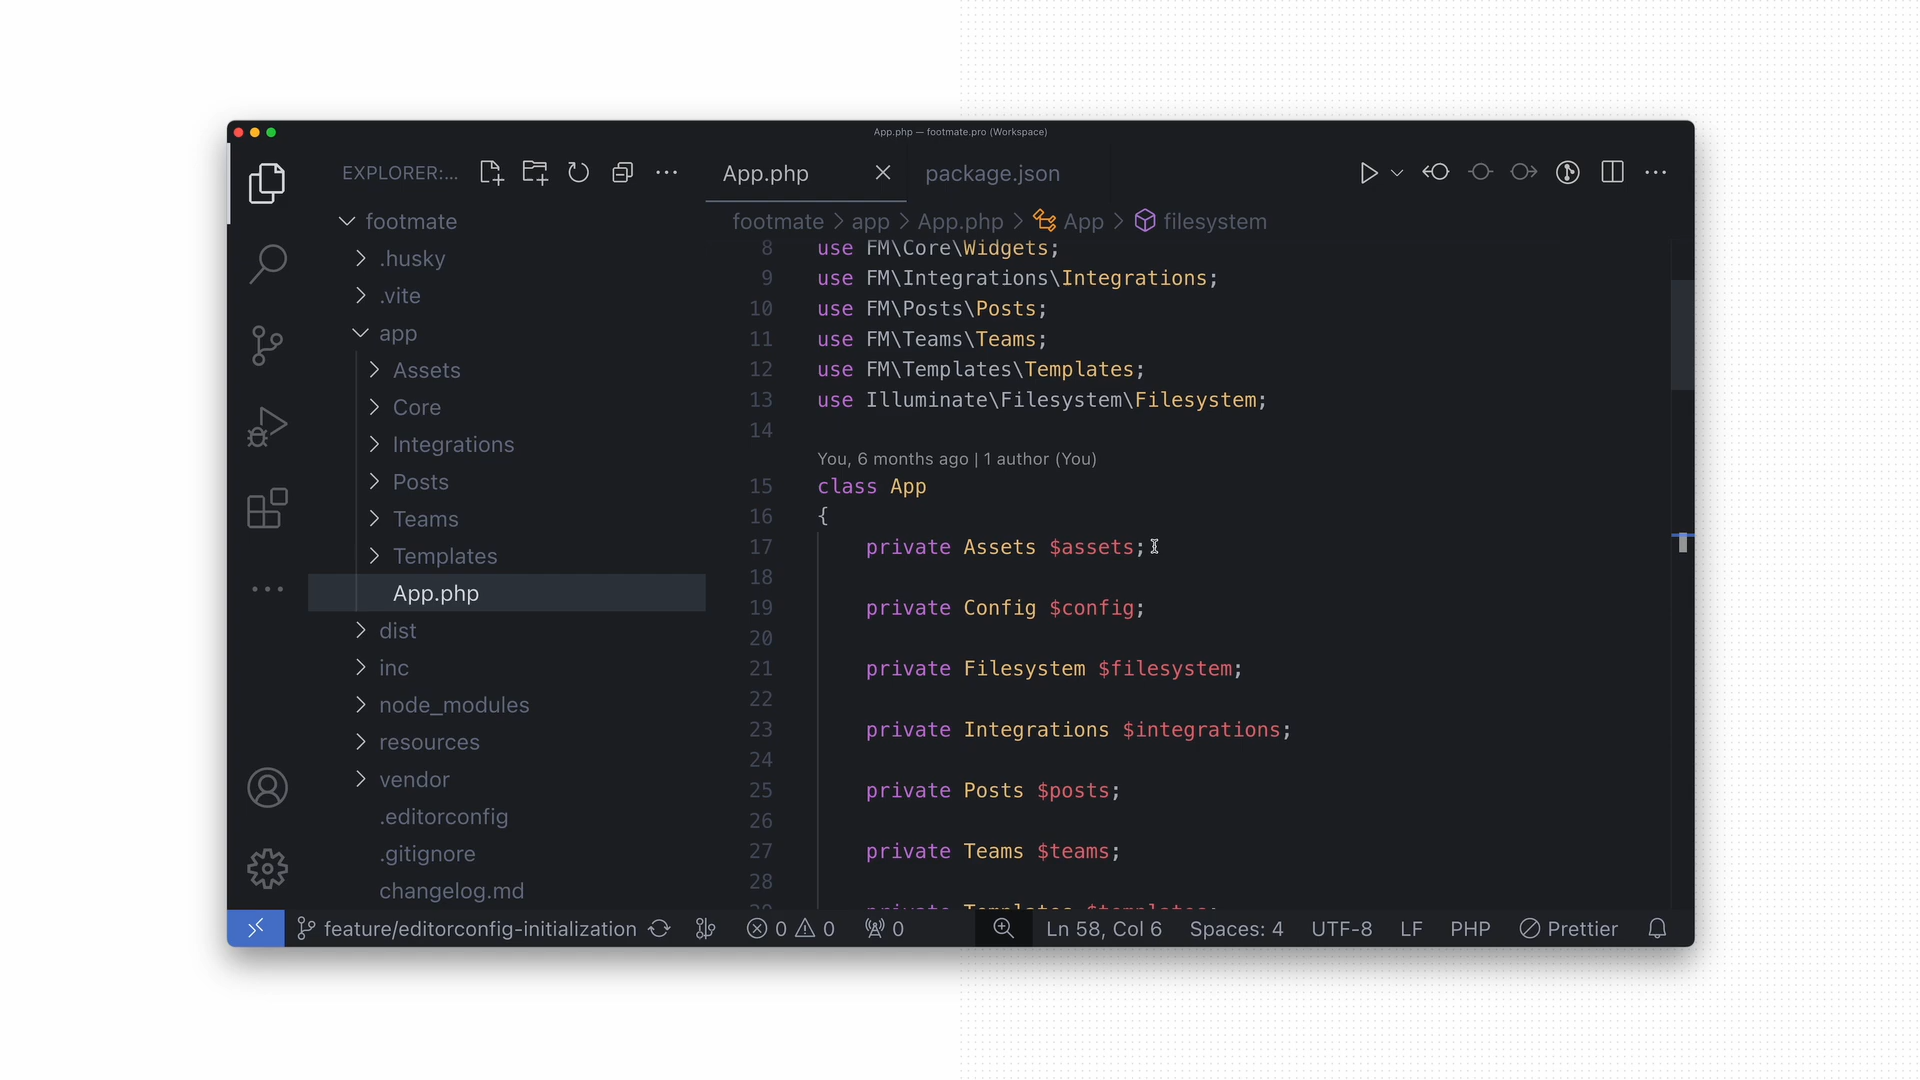 App.php — footmate.pro (Workspace)
EXPLORER:...
App.php
package.json
footmate
.husky
.vite
app
Assets
Core
Integrations
Posts
Teams
Templates
App.php
dist
inc
node_modules
resources
vendor
.editorconfig
.gitignore
changelog.md
footmate > app > App.php > App > filesystem
8 use FM\Core\Widgets;
9 use FM\Integrations\Integrations;
10 use FM\Posts\Posts;
11 use FM\Teams\Teams;
12 use FM\Templates\Templates;
13 use Illuminate\Filesystem\Filesystem;
14
You, 6 months ago | 1 author (You)
15 class App
16 {
17 private Assets $assets;
18
19 private Config $config;
20
21 private Filesystem $filesystem;
22
23 private Integrations $integrations;
24
25 private Posts $posts;
26
27 private Teams $teams;
28
29 private Templates $templates;
feature/editorconfig-initialization 0 0 0 Ln 58, Col 6 Spaces: 4 UTF-8 LF PHP Prettier